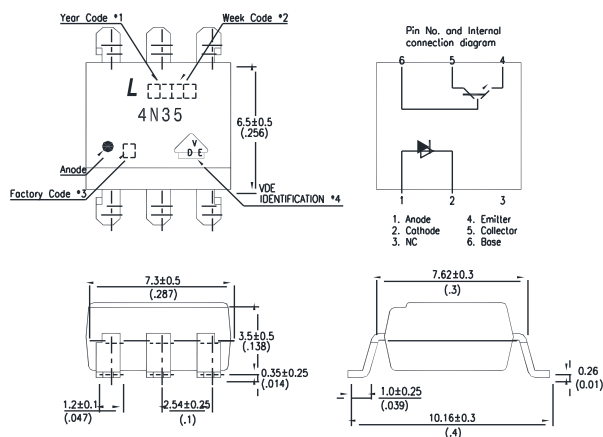 Year Code *1
Week Code *2
L
4N35
Anode
Factory Code *3
V
D E
VDE
IDENTIFICATION *4
6.5±0.5
(.256)
Pin No. and Internal
connection diagram
6 5 4
1 2 3
1. Anode
2. Cathode
3. NC
4. Emitter
5. Collector
6. Base
7.3±0.5
(.287)
3.5±0.5
(.138)
0.35±0.25
(.014)
1.2±0.1
(.047)
2.54±0.25
(.1)
7.62±0.3
(.3)
0.26
(0.01)
1.0±0.25
(.039)
10.16±0.3
(.4)